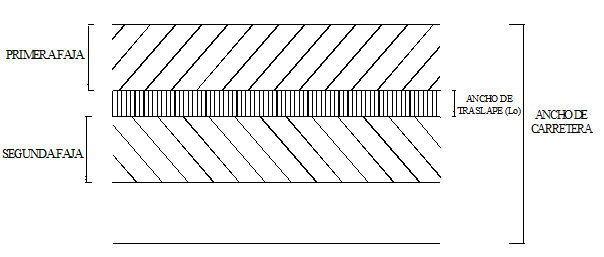 PRIMERA FAJA
SEGUNDA FAJA
ANCHO DE
TRASLAPE (Lo)
ANCHO DE
CARRETERA